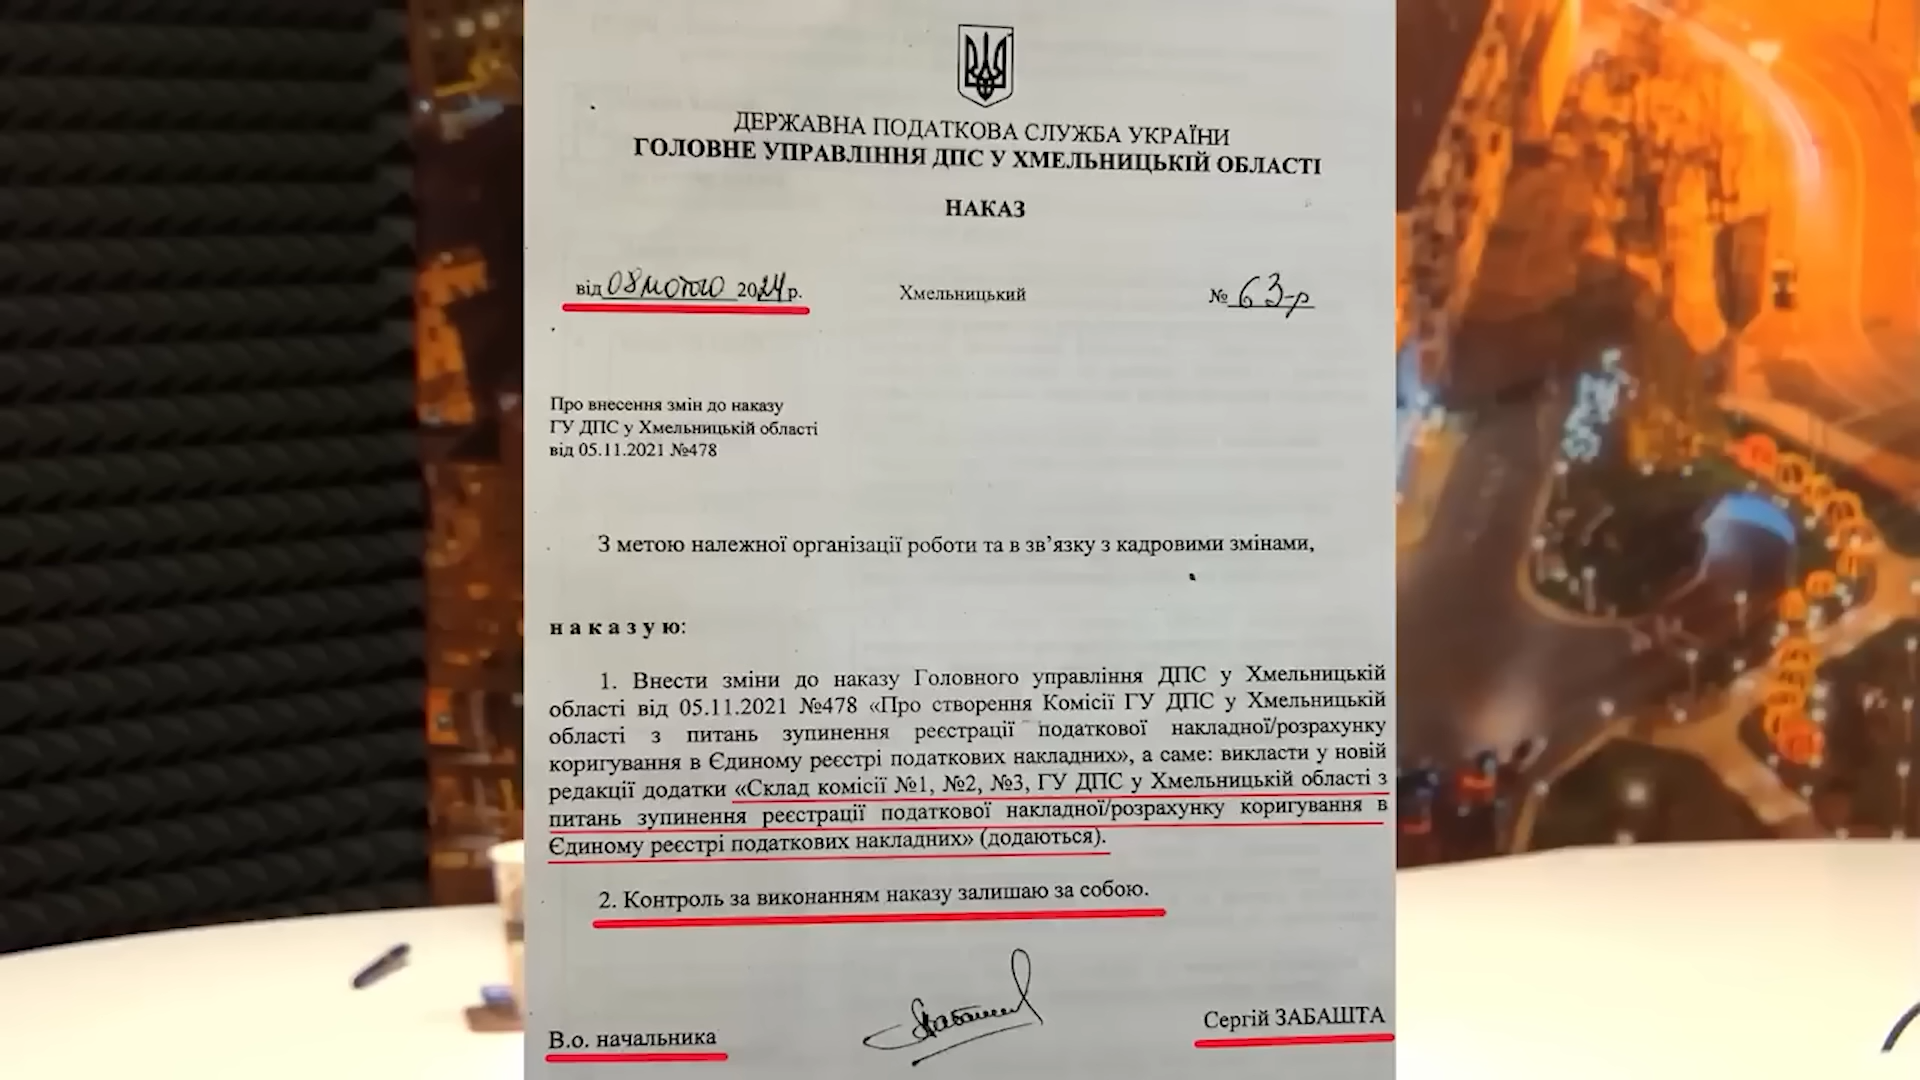 ДЕРЖАВНА ПОДАТКОВА СЛУЖБА УКРАЇНИ
ГОЛОВНЕ УПРАВЛІННЯ ДПС У ХМЕЛЬНИЦЬКІЙ ОБЛАСТІ
НАКАЗ
від 08 лютого 2024 р. Хмельницький № 63-р
Про внесення змін до наказу
ГУ ДПС у Хмельницькій області
від 05.11.2021 №478
З метою належної організації роботи та в зв’язку з кадровими змінами,
н а к а з у ю:
1. Внести зміни до наказу Головного управління ДПС у Хмельницькій
області від 05.11.2021 №478 «Про створення Комісії ГУ ДПС у Хмельницькій
області з питань зупинення реєстрації податкової накладної/розрахунку
коригування в Єдиному реєстрі податкових накладних», а саме: викласти у новій
редакції додатки «Склад комісії №1, №2, №3, ГУ ДПС у Хмельницькій області з
питань зупинення реєстрації податкової накладної/розрахунку коригування в
Єдиному реєстрі податкових накладних» (додаються).
2. Контроль за виконанням наказу залишаю за собою.
В.о. начальника Сергій ЗАБАШТА